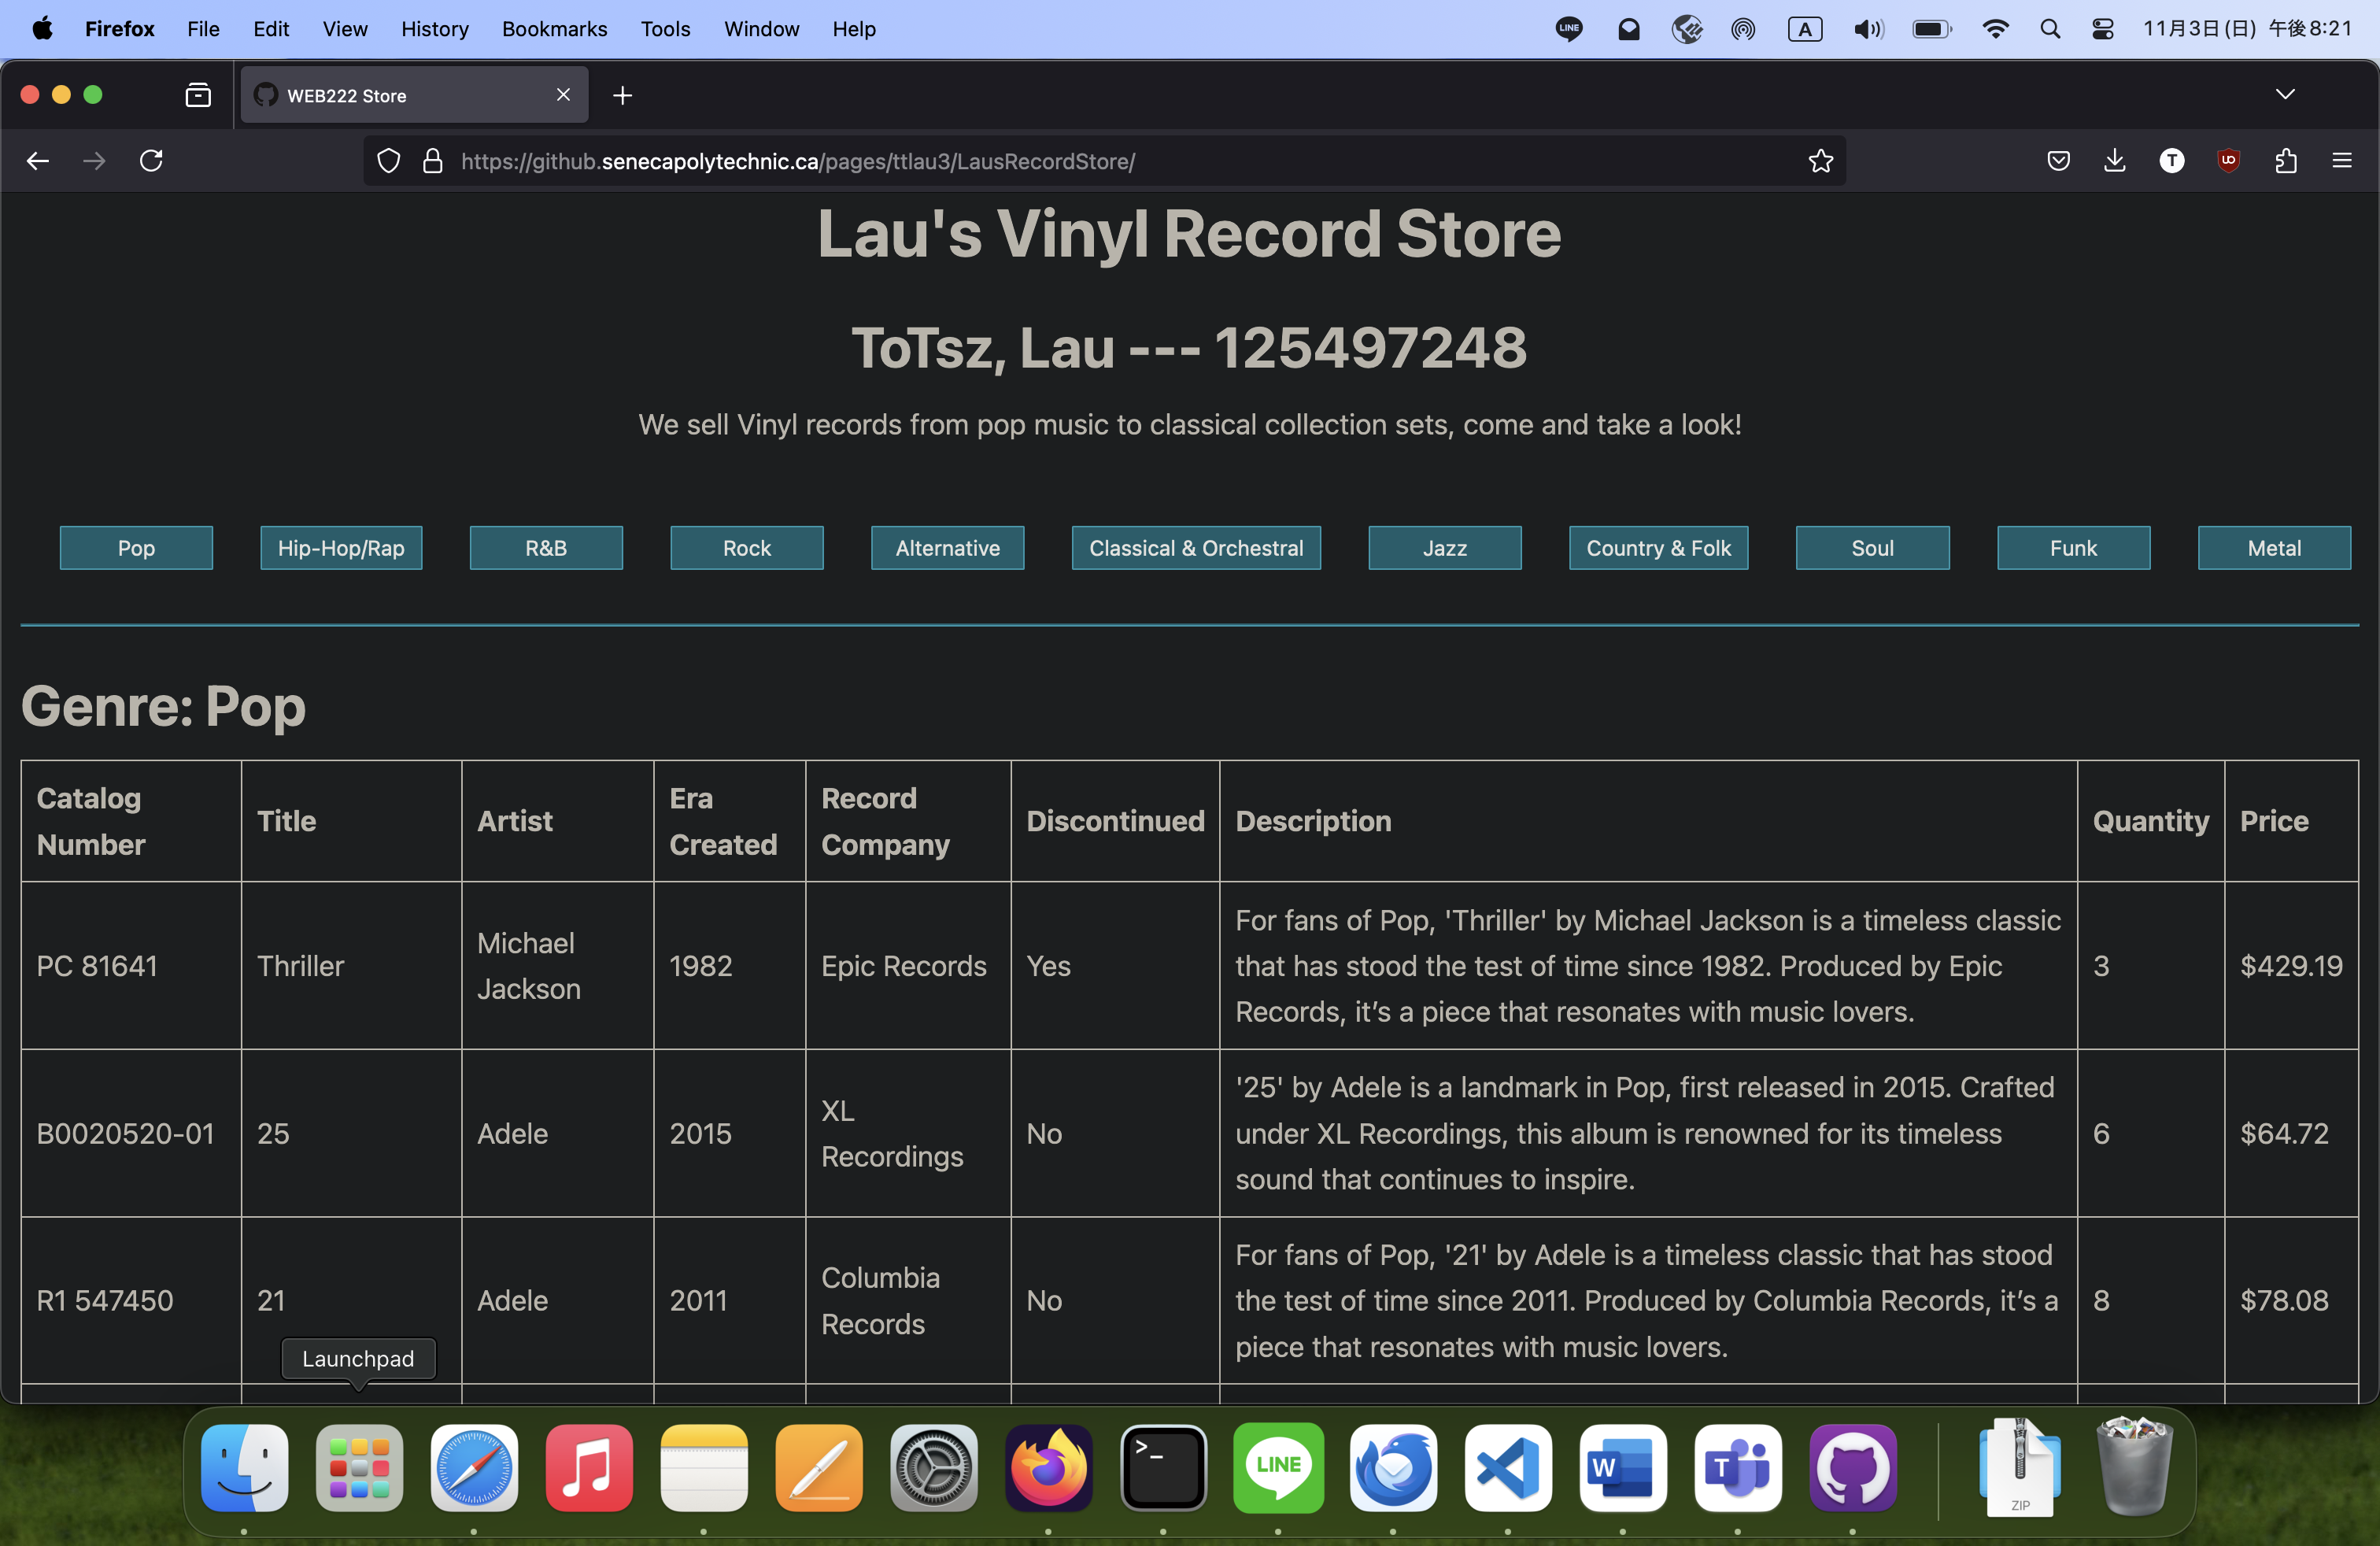 Firefox File Edit View History Bookmarks Tools Window Help LINE A 11月3日(日) 午後8:21
WEB222 Store
https://github.senecapolytechnic.ca/pages/ttlau3/LausRecordStore/ T UO
Lau's Vinyl Record Store
ToTsz, Lau --- 125497248
We sell Vinyl records from pop music to classical collection sets, come and take a look!
Pop Hip-Hop/Rap R&B Rock Alternative Classical & Orchestral Jazz Country & Folk Soul Funk Metal
Genre: Pop
Catalog Number Title Artist Era Created Record Company Discontinued Description Quantity Price
PC 81641 Thriller Michael Jackson 1982 Epic Records Yes
For fans of Pop, 'Thriller' by Michael Jackson is a timeless classic
that has stood the test of time since 1982. Produced by Epic
Records, it’s a piece that resonates with music lovers.
3 $429.19
B0020520-01 25 Adele 2015 XL Recordings No
'25' by Adele is a landmark in Pop, first released in 2015. Crafted
under XL Recordings, this album is renowned for its timeless
sound that continues to inspire.
6 $64.72
R1 547450 21 Adele 2011 Columbia Records No
For fans of Pop, '21' by Adele is a timeless classic that has stood
the test of time since 2011. Produced by Columbia Records, it’s a
piece that resonates with music lovers.
8 $78.08
Launchpad
>_ LINE W T ZIP